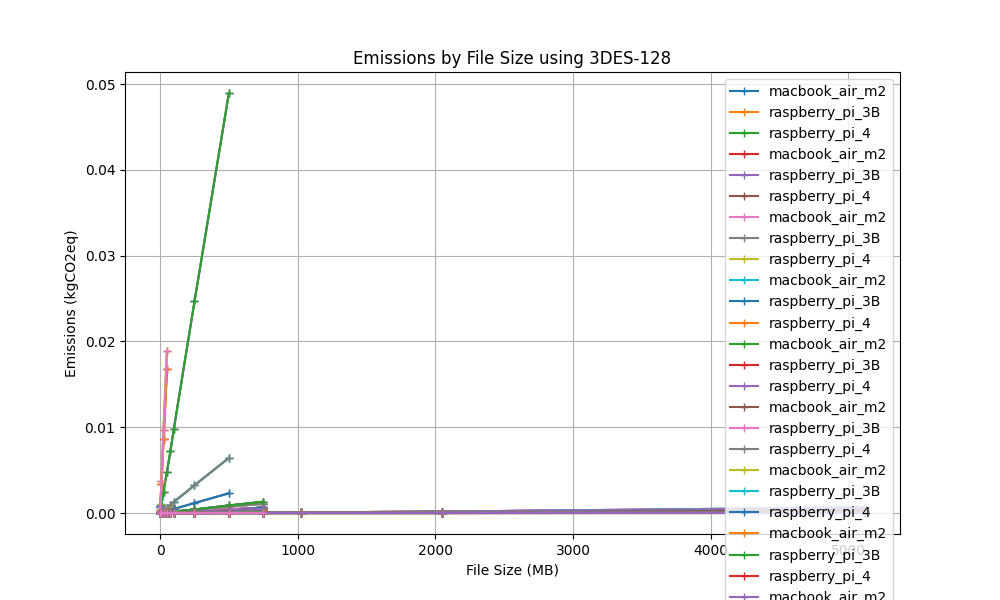 Emissions by File Size using 3DES-128
Emissions (kgCO2eq)
0.05
0.04
0.03
0.02
0.01
0.00
0
1000
2000
3000
4000
5000
File Size (MB)
macbook_air_m2
raspberry_pi_3B
raspberry_pi_4
macbook_air_m2
raspberry_pi_3B
raspberry_pi_4
macbook_air_m2
raspberry_pi_3B
raspberry_pi_4
macbook_air_m2
raspberry_pi_3B
raspberry_pi_4
macbook_air_m2
raspberry_pi_3B
raspberry_pi_4
macbook_air_m2
raspberry_pi_3B
raspberry_pi_4
macbook_air_m2
raspberry_pi_3B
raspberry_pi_4
macbook_air_m2
raspberry_pi_3B
raspberry_pi_4
macbook_air_m2